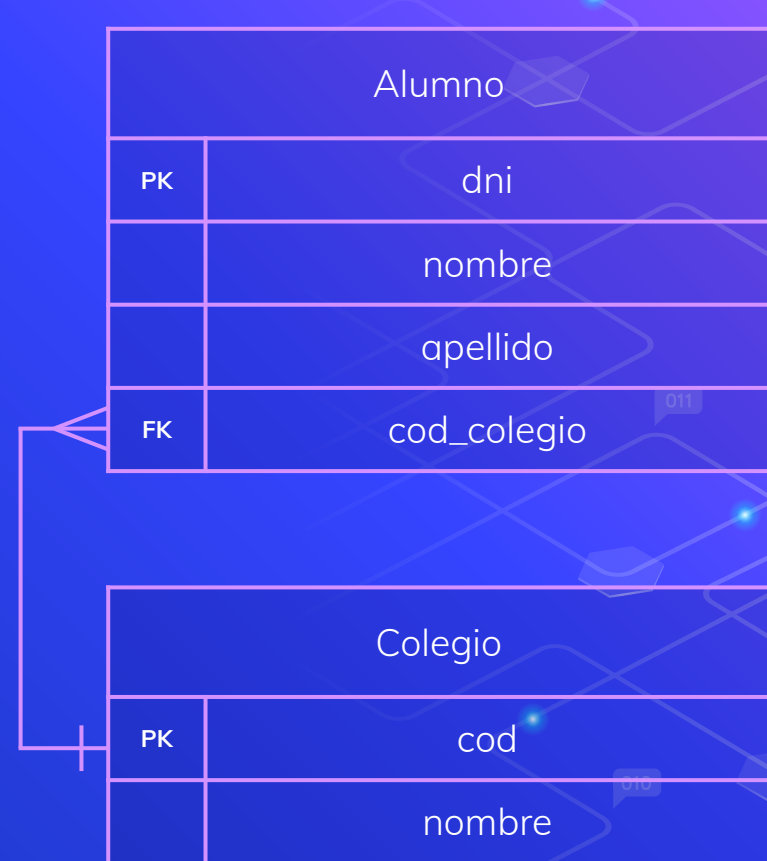 Alumno
PK dni
nombre
apellido
011
FK cod_colegio
Colegio
PK cod
010
nombre